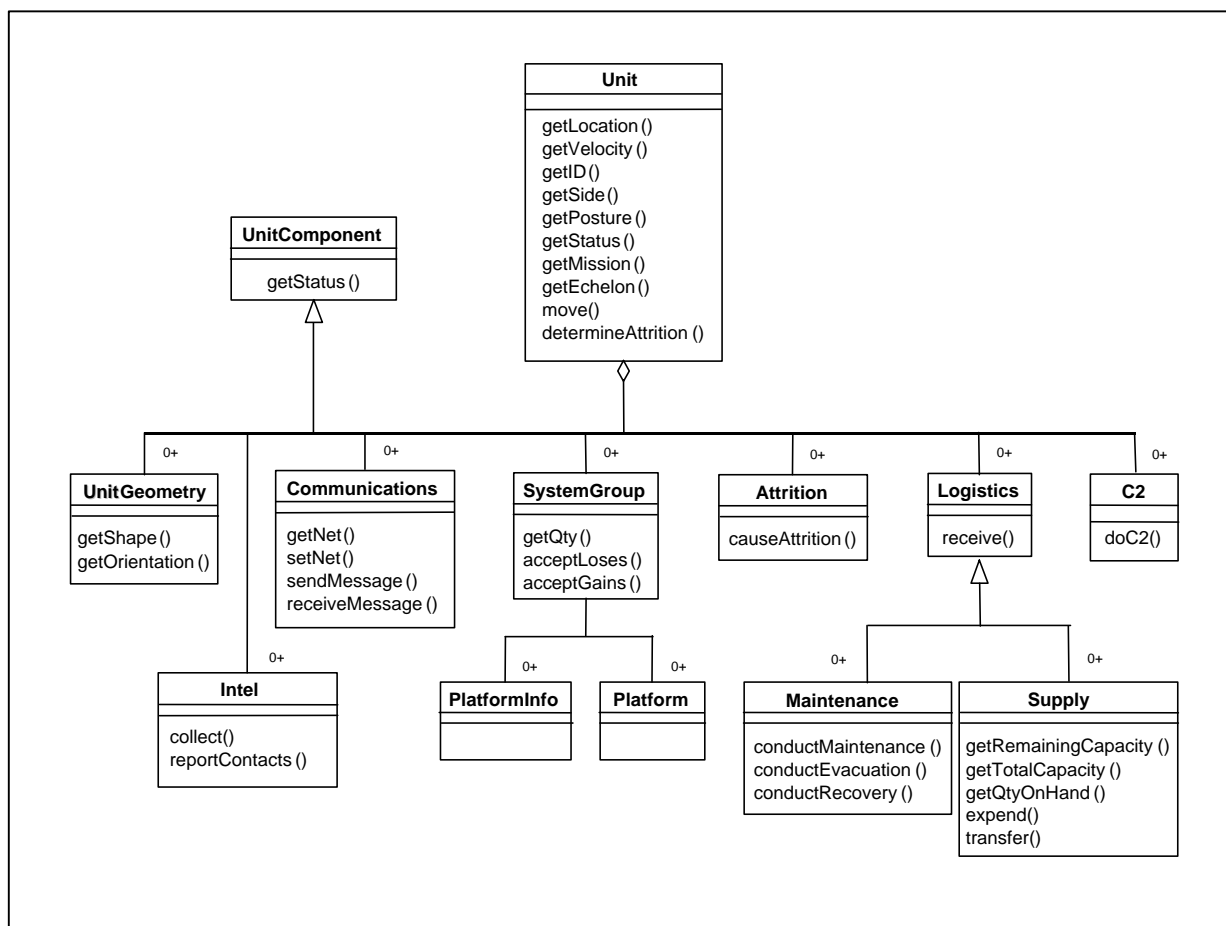 Unit
getLocation()
getVelocity()
getID()
getSide()
getPosture()
getStatus()
getMission()
getEchelon()
move()
determineAttrition()
UnitComponent
getStatus()
0+
0+
0+
0+
0+
0+
UnitGeometry
getShape()
getOrientation()
Communications
getNet()
setNet()
sendMessage()
receiveMessage()
SystemGroup
getQty()
acceptLoses()
acceptGains()
Attrition
causeAttrition()
Logistics
receive()
C2
doC2()
0+
Intel
collect()
reportContacts()
0+
PlatformInfo
0+
Platform
0+
Maintenance
conductMaintenance()
conductEvacuation()
conductRecovery()
0+
Supply
getRemainingCapacity()
getTotalCapacity()
getQtyOnHand()
expend()
transfer()